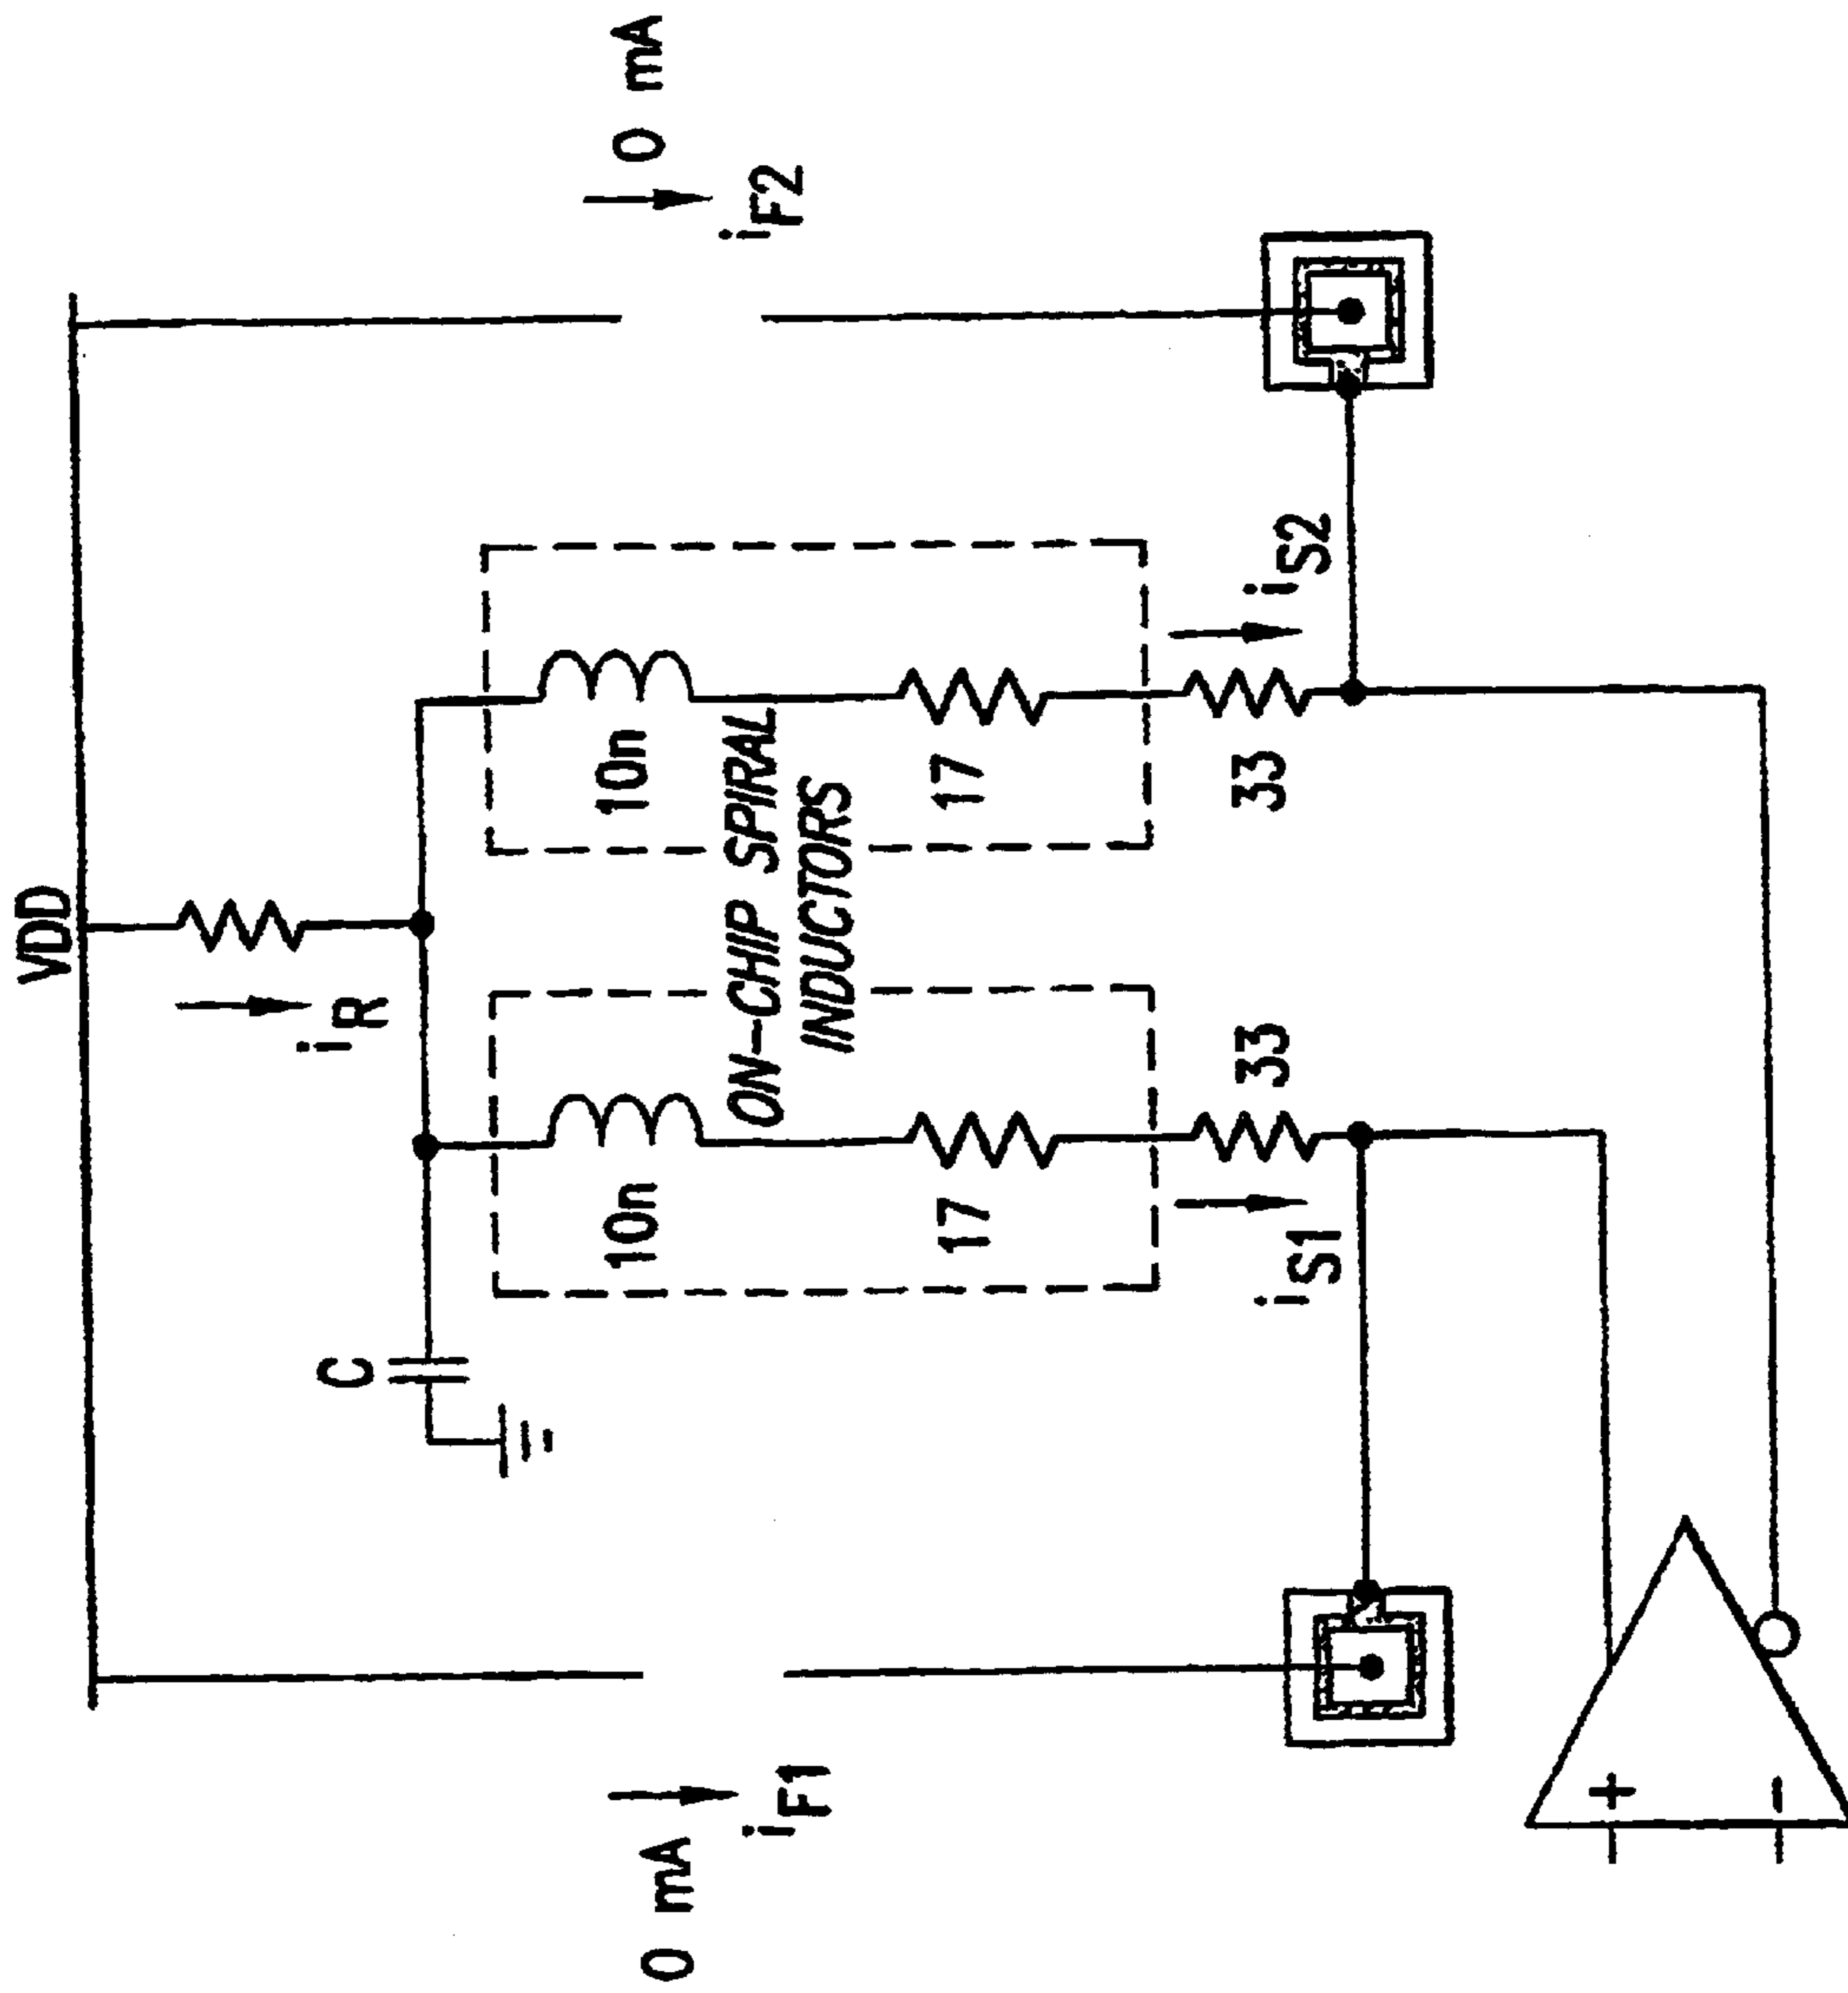 VDD
C
iR
10n
10n
0 mA
0 mA
ON-CHIP SPIRAL
INDUCTORS
iF1
iF2
17
17
33
33
iS1
iS2
+
-